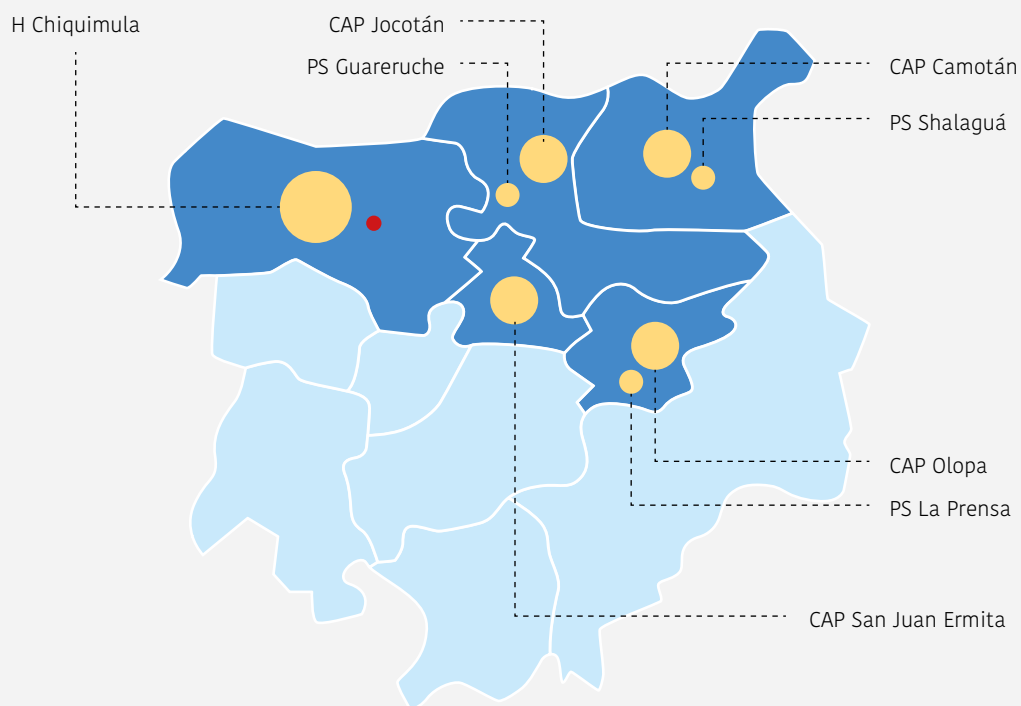 H Chiquimula
CAP Jocotán
PS Guareruche
CAP Camotán
PS Shalaguá
CAP Olopa
PS La Prensa
CAP San Juan Ermita